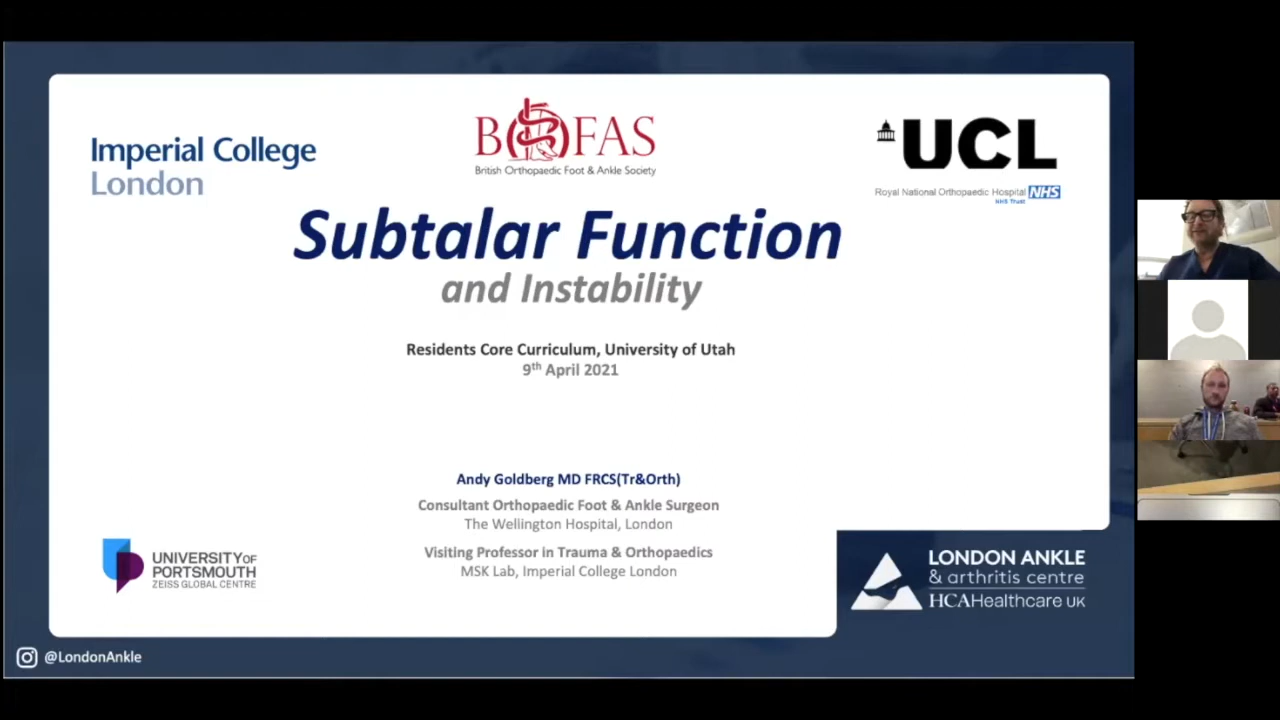 Imperial College
London
BOFAS
British Orthopaedic Foot & Ankle Society
UCL
Royal National Orthopaedic Hospital NHS
NHS Trust
Subtalar Function
and Instability
Residents Core Curriculum, University of Utah
9th April 2021
Andy Goldberg MD FRCS(Tr&Orth)
Consultant Orthopaedic Foot & Ankle Surgeon
The Wellington Hospital, London
Visiting Professor in Trauma & Orthopaedics
MSK Lab, Imperial College London
UNIVERSITY OF
PORTSMOUTH
ZEISS GLOBAL CENTRE
LONDON ANKLE
& arthritis centre
HCAHealthcare UK
@LondonAnkle